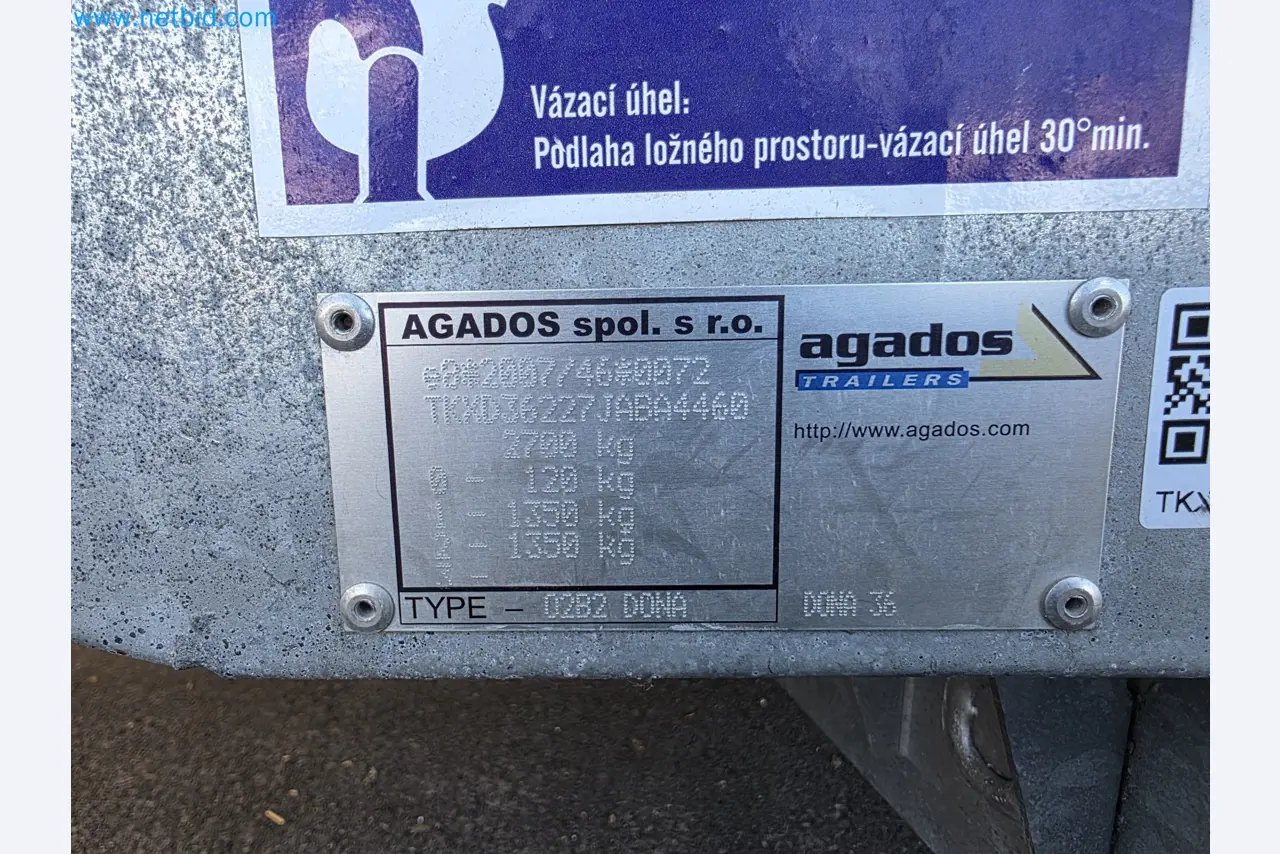 www.netbid.com
Vázací úhel:
Podlaha ložného prostoru-vázací úhel 30°min.
AGADOS spol. s r.o.
e8*2007/46*0072
TKXD36227JABA4460
2700 kg
0 - 120 kg
1 - 1350 kg
2 - 1350 kg
3 -
TYPE - O2B2 DONA
agados
TRAILERS
http://www.agados.com
DONA 36
TKX